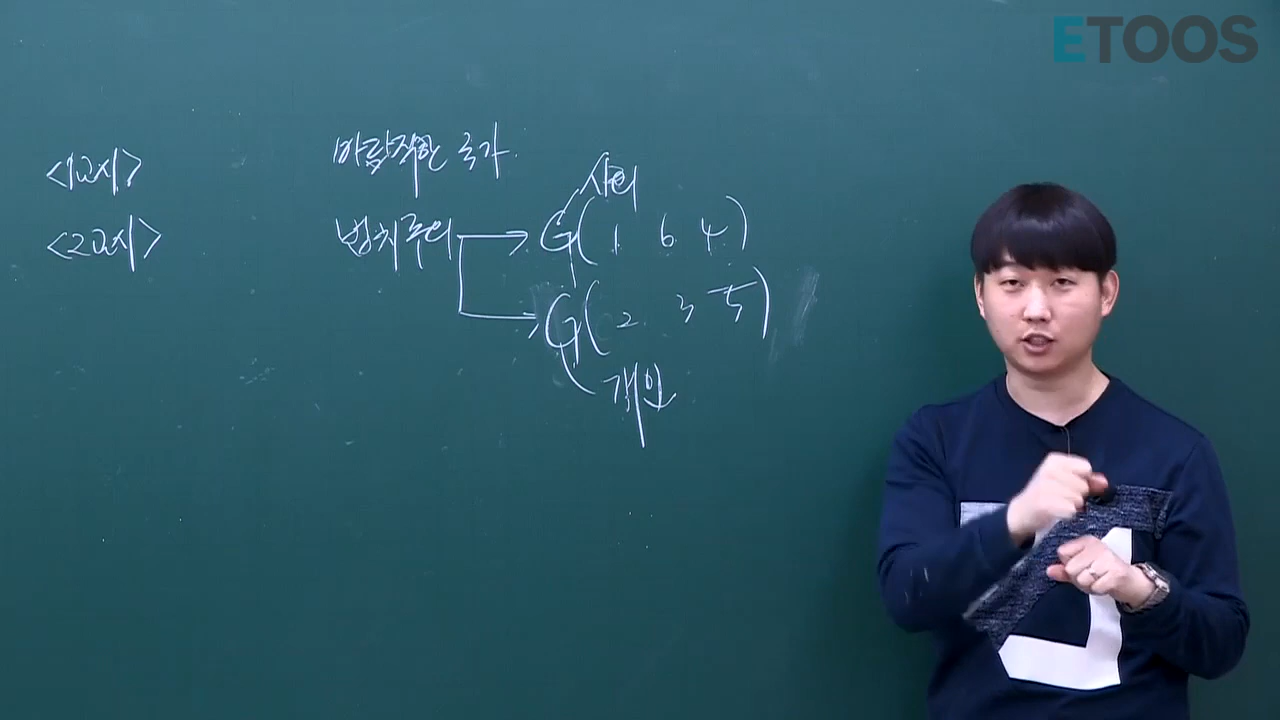 ETOOS
<1교시> 바람직한 국가.
<2교시> 법치주의 → G( 1 6 4 )
사회
G( 2 3 5 )
개인